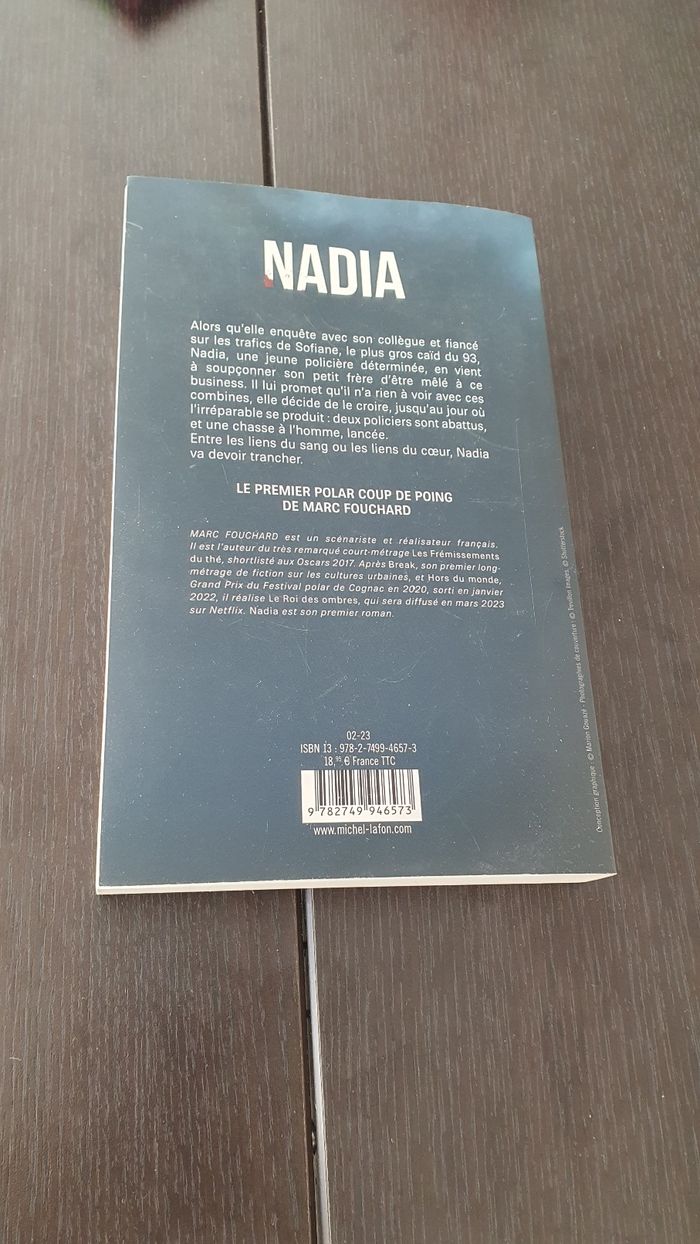 NADIA
Alors qu'elle enquête avec son collègue et fiancé
sur les trafics de Sofiane, le plus gros caïd du 93,
Nadia, une jeune policière déterminée, en vient
à soupçonner son petit frère d'être mêlé à ce
business. Il lui promet qu'il n'a rien à voir avec ces
combines, elle décide de le croire, jusqu'au jour où
l'irréparable se produit : deux policiers sont abattus,
et une chasse à l'homme, lancée.
Entre les liens du sang ou les liens du cœur, Nadia
va devoir trancher.
LE PREMIER POLAR COUP DE POING
DE MARC FOUCHARD
MARC FOUCHARD est un scénariste et réalisateur français.
Il est l'auteur du très remarqué court-métrage Les Frémissements
du thé, shortlisté aux Oscars 2017. Après Break, son premier long-
métrage de fiction sur les cultures urbaines, et Hors du monde,
Grand Prix du Festival polar de Cognac en 2020, sorti en janvier
2022, il réalise Le Roi des ombres, qui sera diffusé en mars 2023
sur Netflix. Nadia est son premier roman.
02-23
ISBN 13 : 978-2-7499-4657-3
18,95 € France TTC
9 782749 946573
www.michel-lafon.com
Conception graphique : © Marion · Photographies de couverture : © Trevillion Images, © Shutterstock